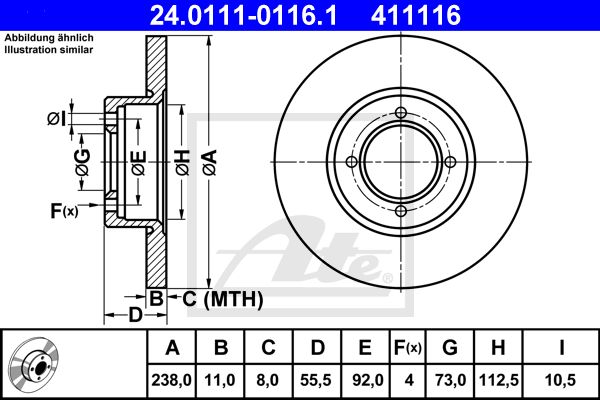 24.0111-0116.1 411116
Abbildung ähnlich
Illustration similar
ØI
ØG
ØE
ØH
ØA
F(x)
B
C (MTH)
D
Ate
®
A B C D E F(x) G H I
238,0 11,0 8,0 55,5 92,0 4 73,0 112,5 10,5